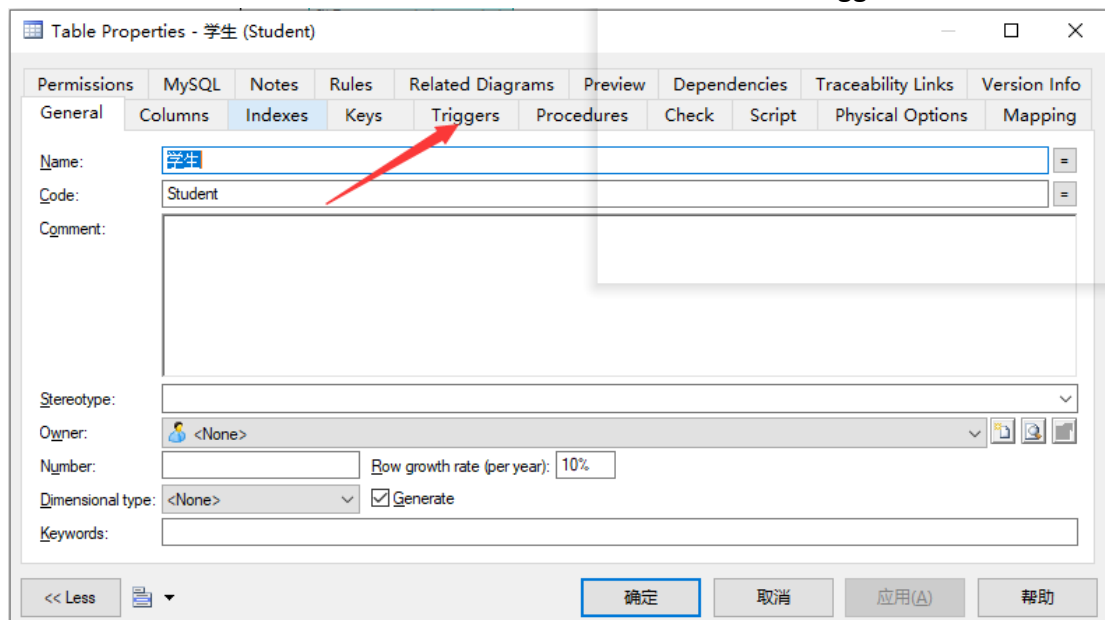 Table Properties - 学生 (Student)
Permissions MySQL Notes Rules Related Diagrams Preview Dependencies Traceability Links Version Info
General Columns Indexes Keys Triggers Procedures Check Script Physical Options Mapping
Name: 学生 =
Code: Student =
Comment:
Stereotype:
Owner: <None>
Number: Row growth rate (per year): 10%
Dimensional type: <None> Generate
Keywords:
<< Less 确定 取消 应用(A) 帮助